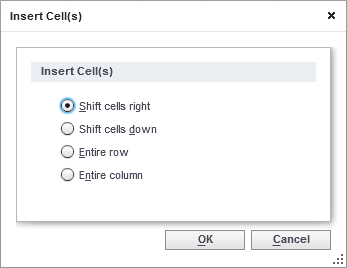 Insert Cell(s)
Insert Cell(s)
Shift cells right
Shift cells down
Entire row
Entire column
OK
Cancel